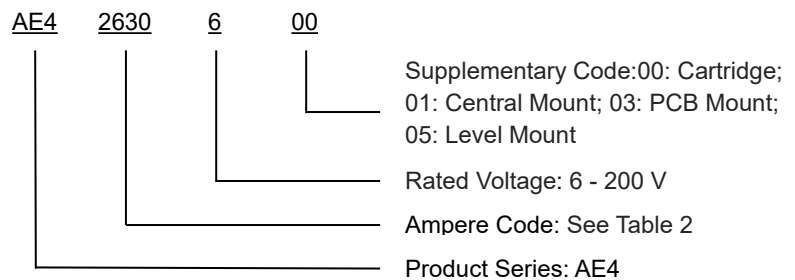 AE4 2630 6 00
Supplementary Code:00: Cartridge;
01: Central Mount; 03: PCB Mount;
05: Level Mount
Rated Voltage: 6 - 200 V
Ampere Code: See Table 2
Product Series: AE4